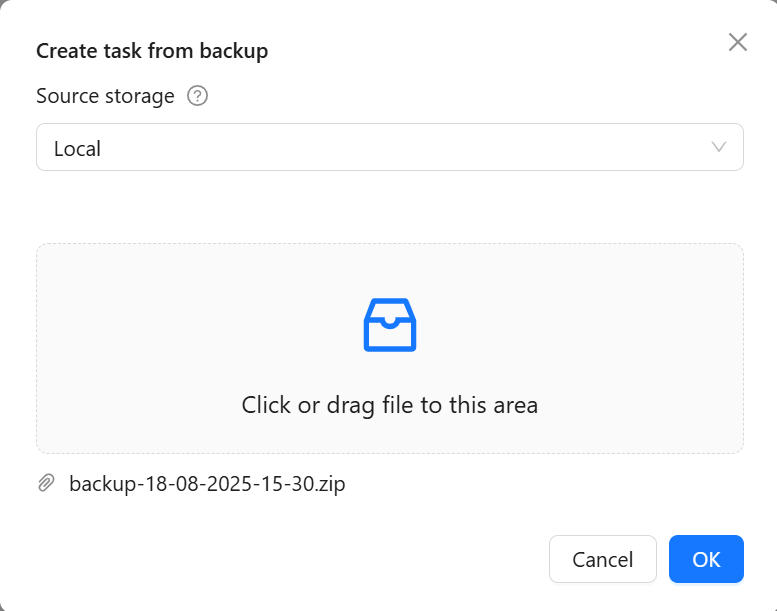 Create task from backup
Source storage
Local
Click or drag file to this area
backup-18-08-2025-15-30.zip
Cancel OK